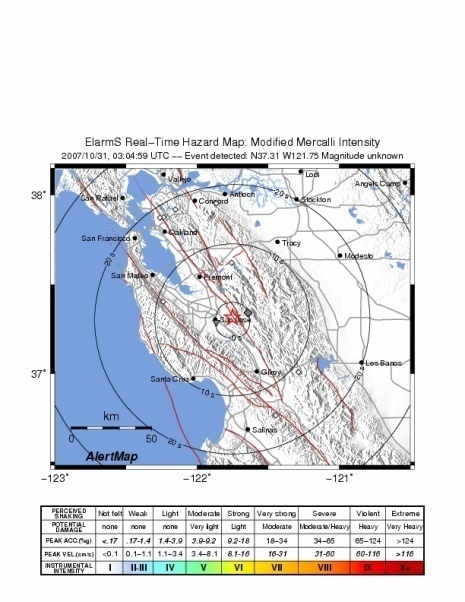 ElarmS Real-Time Hazard Map: Modified Mercalli Intensity
2007/10/31, 03:04:59 UTC -- Event detected: N37.31 W121.75 Magnitude unknown
Vallejo
Lodi
Angels Camp
38°
San Rafael
Antioch
20 s
Concord
Stockton
Oakland
San Francisco
Tracy
20 s
10 s
Modesto
San Mateo
Fremont
0 s
37°
Gilroy
Los Banos
Santa Cruz
10 s
20 s
km
0
50
20 s
Salinas
AlertMap
-123° -122° -121°
PERCEIVED SHAKING Not felt Weak Light Moderate Strong Very strong Severe Violent Extreme
POTENTIAL DAMAGE none none none Very light Light Moderate Moderate/Heavy Heavy Very Heavy
PEAK ACC.(%g) <.17 .17-1.4 1.4-3.9 3.9-9.2 9.2-18 18-34 34-65 65-124 >124
PEAK VEL.(cm/s) <0.1 0.1-1.1 1.1-3.4 3.4-8.1 8.1-16 16-31 31-60 60-116 >116
INSTRUMENTAL INTENSITY I II-III IV V VI VII VIII IX X+